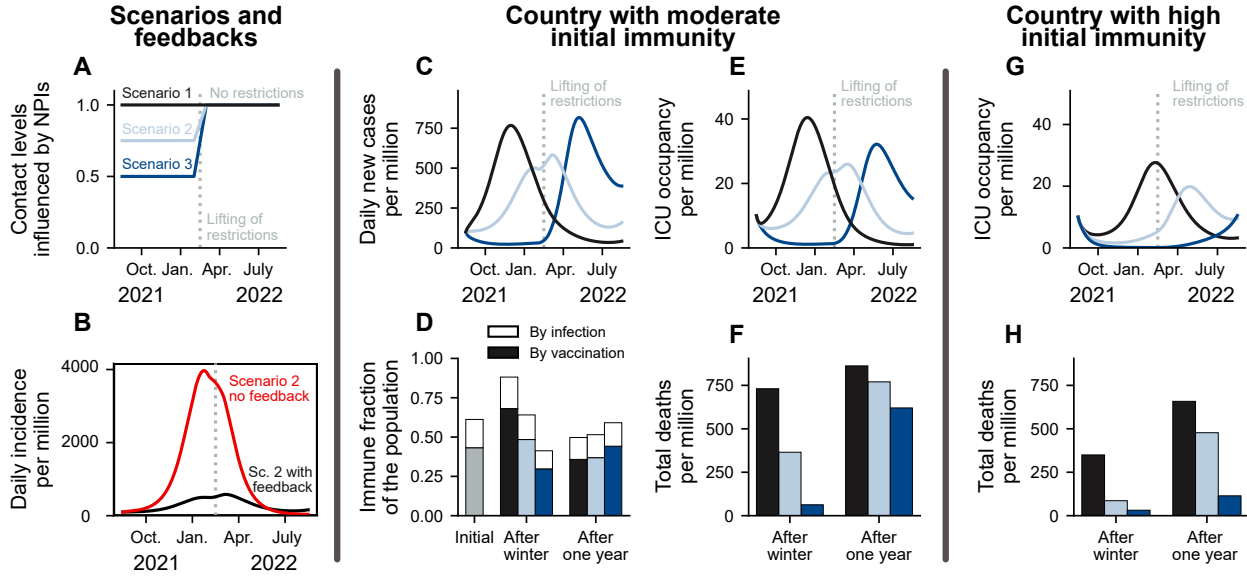 Scenarios and
feedbacks
Country with moderate
initial immunity
Country with high
initial immunity
A
Contact levels
influenced by NPIs
1.0
0.5
0.0
Scenario 1
Scenario 2
Scenario 3
No restrictions
Lifting of
restrictions
Oct. Jan. Apr. July
2021 2022
B
Daily incidence
per million
4000
2000
0
Scenario 2
no feedback
Sc. 2 with
feedback
Oct. Jan. Apr. July
2021 2022
C
Daily new cases
per million
750
500
250
0
Lifting of
restrictions
Oct. Jan. Apr. July
2021 2022
D
By infection
By vaccination
Immune fraction
of the population
1.00
0.75
0.50
0.25
0.00
Initial After After
winter one year
E
ICU occupancy
per million
40
20
0
Lifting of
restrictions
Oct. Jan. Apr. July
2021 2022
F
Total deaths
per million
750
500
250
0
After After
winter one year
G
ICU occupancy
per million
40
20
0
Lifting of
restrictions
Oct. Jan. Apr. July
2021 2022
H
Total deaths
per million
750
500
250
0
After After
winter one year